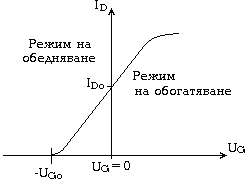 I_D
Режим на
обедняване
I_Do
Режим
на обогатяване
U_G
-U_Go
U_G = 0